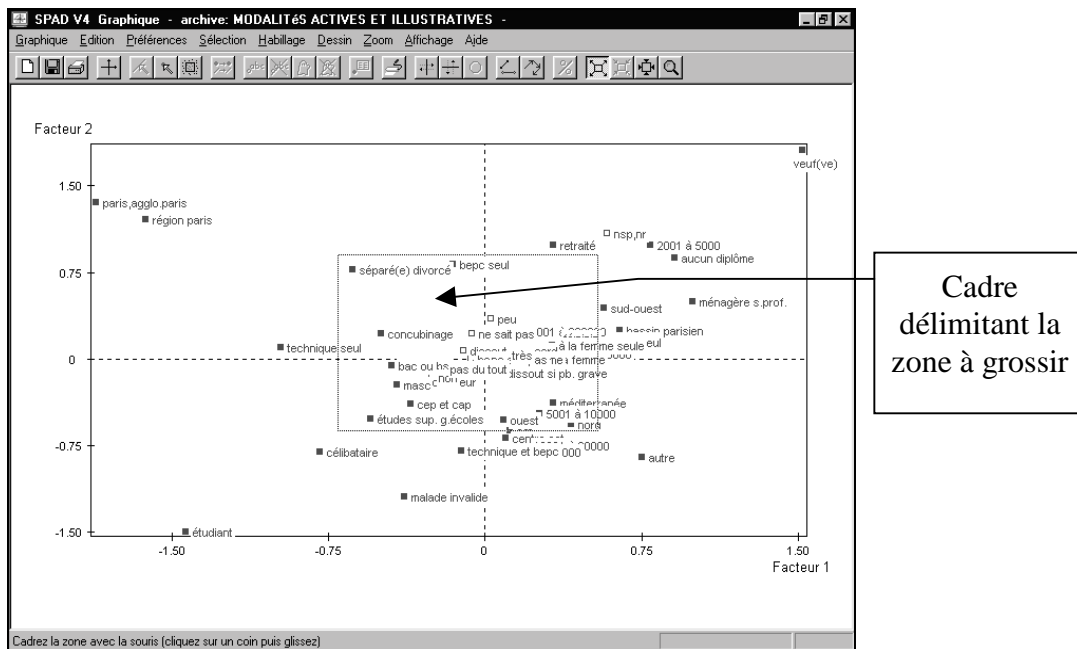 SPAD V4 Graphique - archive: MODALITéS ACTIVES ET ILLUSTRATIVES -
Graphique Edition Préférences Sélection Habillage Dessin Zoom Affichage Aide
Facteur 2
veuf(ve)
1.50
paris,agglo.paris
région paris
nsp,nr
retraité
2001 à 5000
aucun diplôme
bepc seul
0.75
séparé(e) divorcé
ménagère s.prof.
sud-ouest
peu
concubinage
ne sait pas
bassin parisien
technique seul
à la femme seule
0
très
femme
bac ou
pas du tout
dissout si pb. grave
masc
non
cep et cap
méditerranée
5001 à 10000
études sup. g.écoles
ouest
nord
-0.75
célibataire
technique et bepc
autre
malade invalide
-1.50
étudiant
-1.50
-0.75
0
0.75
1.50
Facteur 1
Cadrez la zone avec la souris (cliquez sur un coin puis glissez)
Cadre
délimitant la
zone à grossir